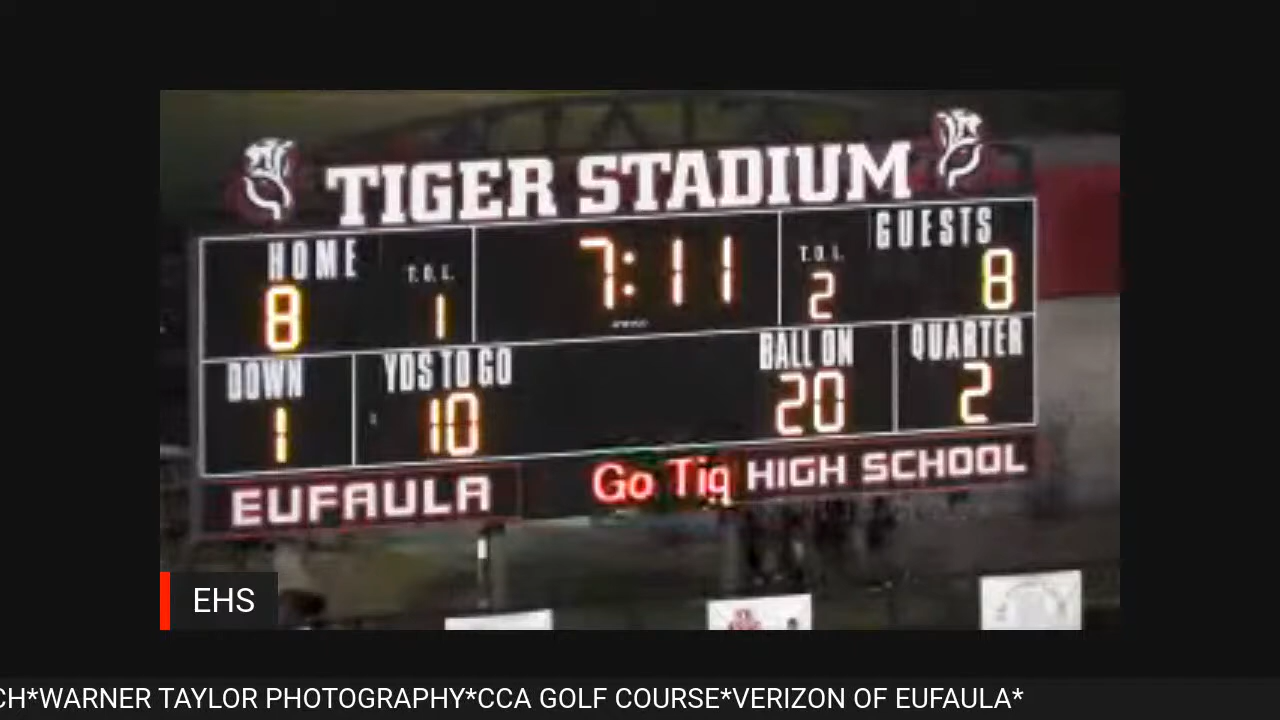 TIGER STADIUM
HOME T.O.L. 7:11 T.O.L. GUESTS
8 1 2 8
DOWN YDS TO GO BALL ON QUARTER
1 10 20 2
EUFAULA Go Tig HIGH SCHOOL
EHS
CH*WARNER TAYLOR PHOTOGRAPHY*CCA GOLF COURSE*VERIZON OF EUFAULA*